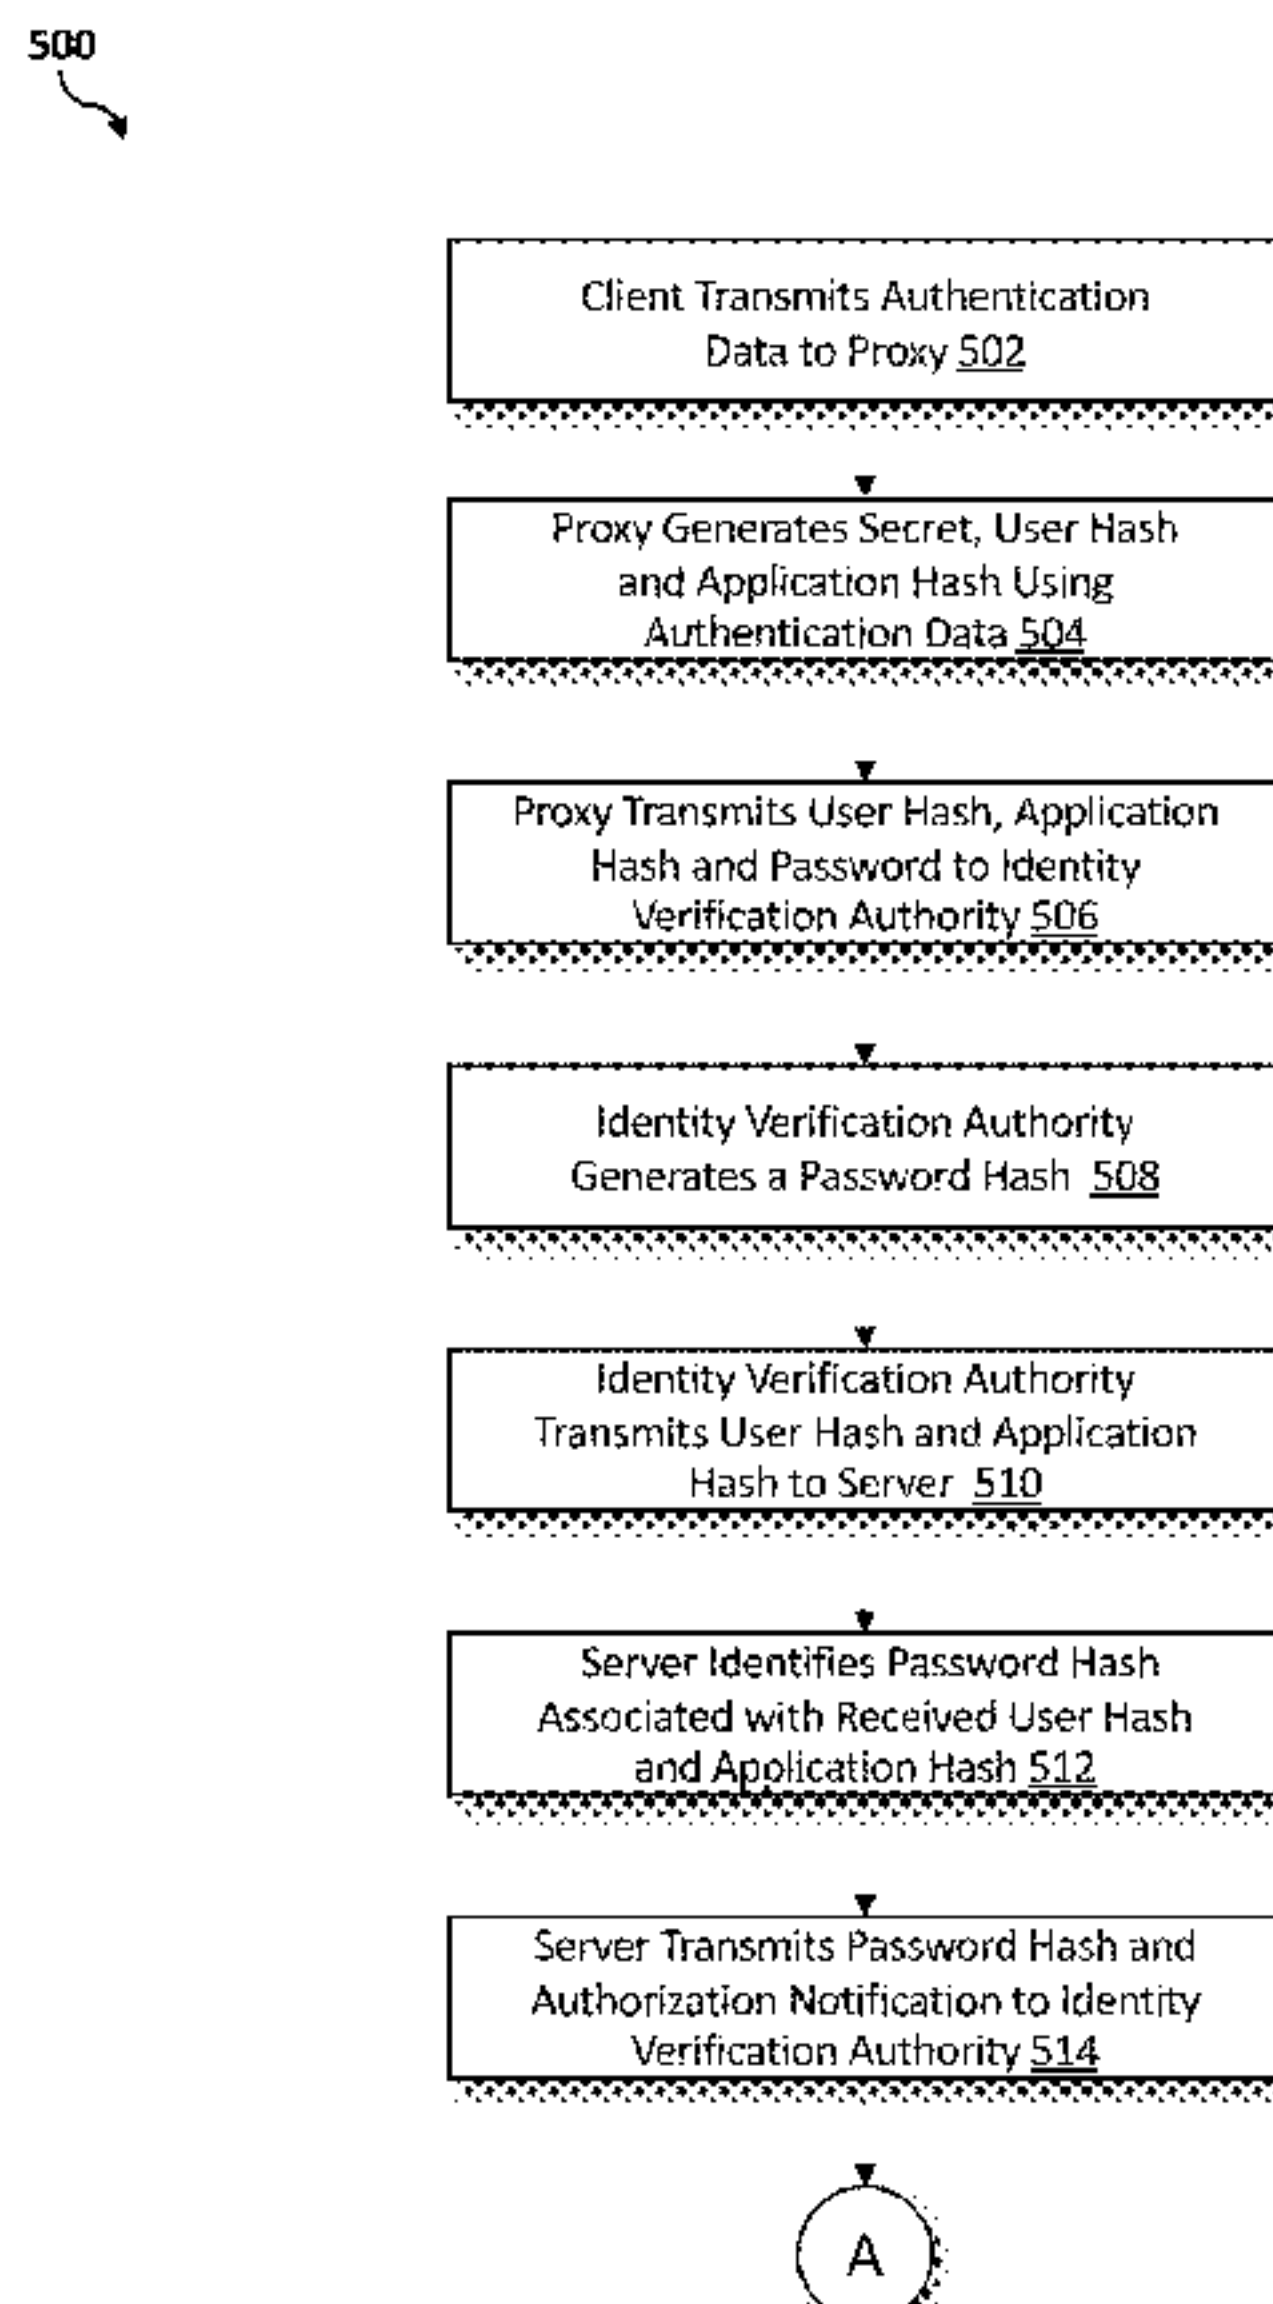 500
Client Transmits Authentication
Data to Proxy 502
Proxy Generates Secret, User Hash
and Application Hash Using
Authentication Data 504
Proxy Transmits User Hash, Application
Hash and Password to Identity
Verification Authority 506
Identity Verification Authority
Generates a Password Hash 508
Identity Verification Authority
Transmits User Hash and Application
Hash to Server 510
Server Identifies Password Hash
Associated with Received User Hash
and Application Hash 512
Server Transmits Password Hash and
Authorization Notification to Identity
Verification Authority 514
A